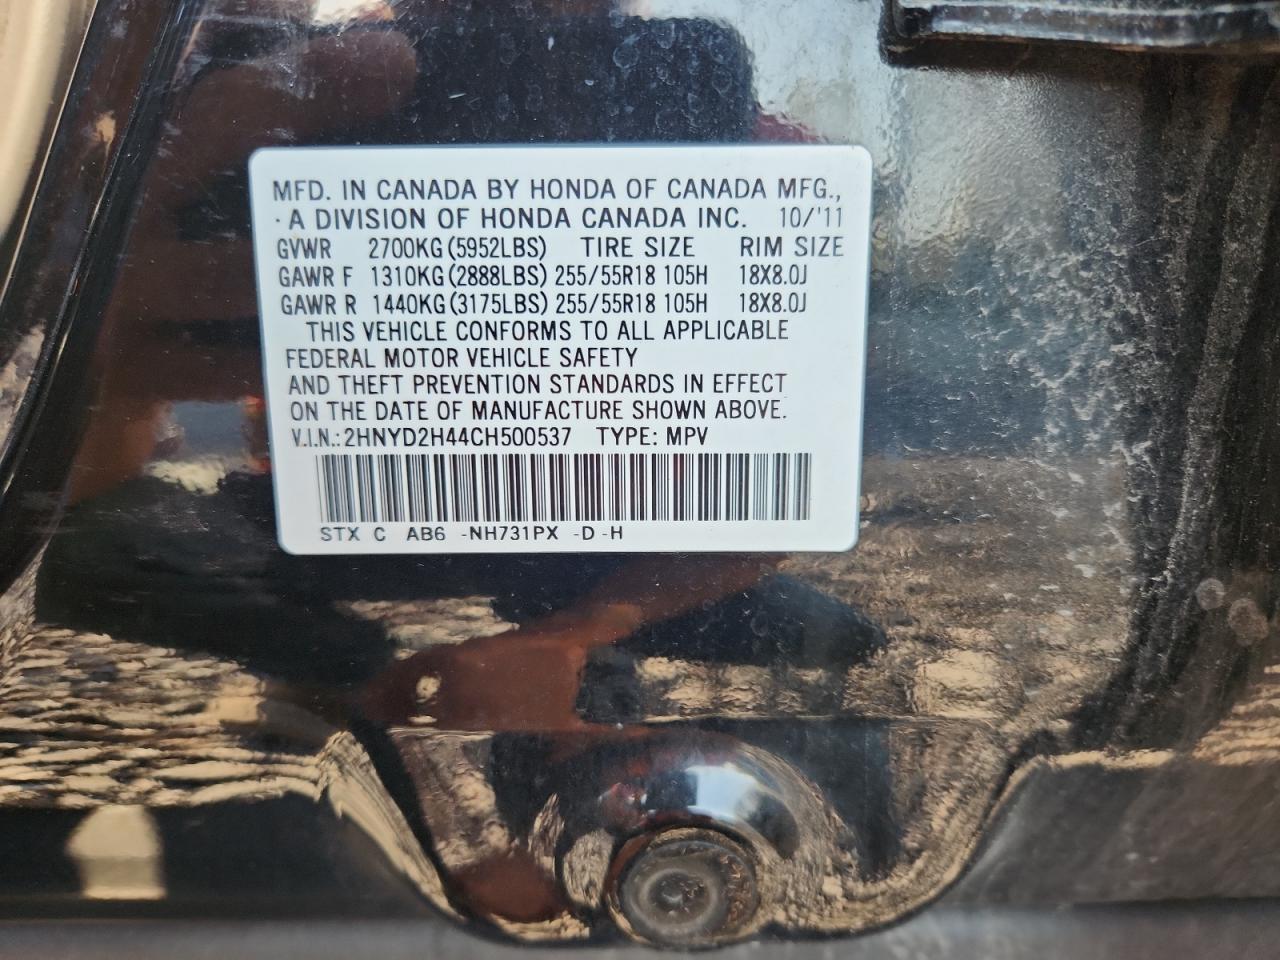 MFD. IN CANADA BY HONDA OF CANADA MFG.,
A DIVISION OF HONDA CANADA INC. 10/'11
GVWR 2700KG(5952LBS) TIRE SIZE RIM SIZE
GAWR F 1310KG(2888LBS) 255/55R18 105H 18X8.0J
GAWR R 1440KG(3175LBS) 255/55R18 105H 18X8.0J
THIS VEHICLE CONFORMS TO ALL APPLICABLE
FEDERAL MOTOR VEHICLE SAFETY
AND THEFT PREVENTION STANDARDS IN EFFECT
ON THE DATE OF MANUFACTURE SHOWN ABOVE.
V.I.N.:2HNYD2H44CH500537 TYPE: MPV
STX C AB6 -NH731PX -D -H